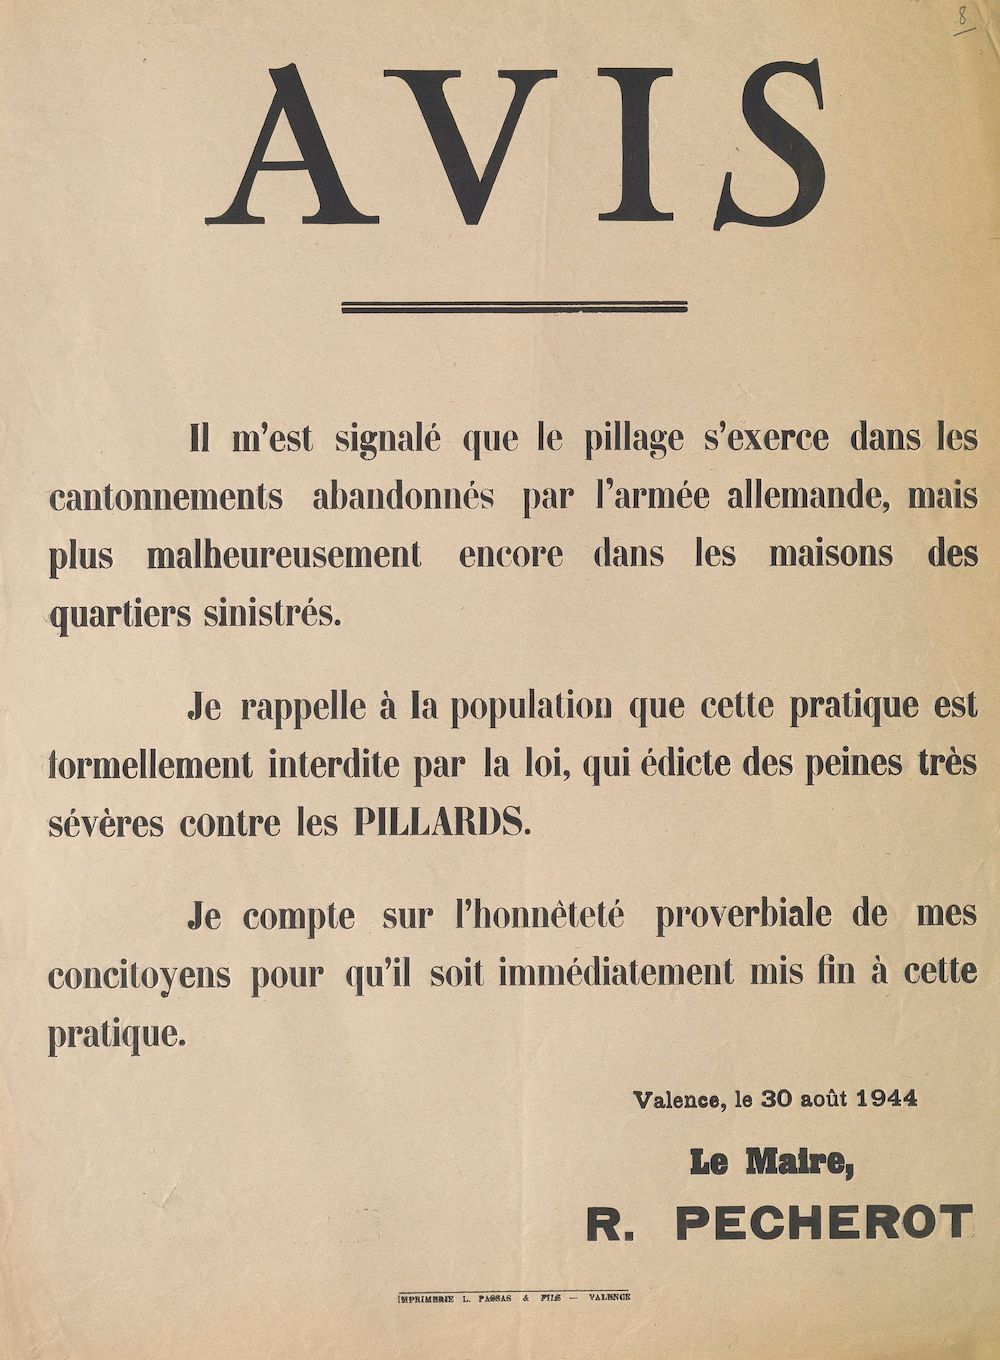 8
AVIS
Il m'est signalé que le pillage s'exerce dans les
cantonnements abandonnés par l'armée allemande, mais
plus malheureusement encore dans les maisons des
quartiers sinistrés.
Je rappelle à la population que cette pratique est
formellement interdite par la loi, qui édicte des peines très
sévères contre les PILLARDS.
Je compte sur l'honnêteté proverbiale de mes
concitoyens pour qu'il soit immédiatement mis fin à cette
pratique.
Valence, le 30 août 1944
Le Maire,
R. PECHEROT
IMPRIMERIE L. PASSAS & FILS — VALENCE